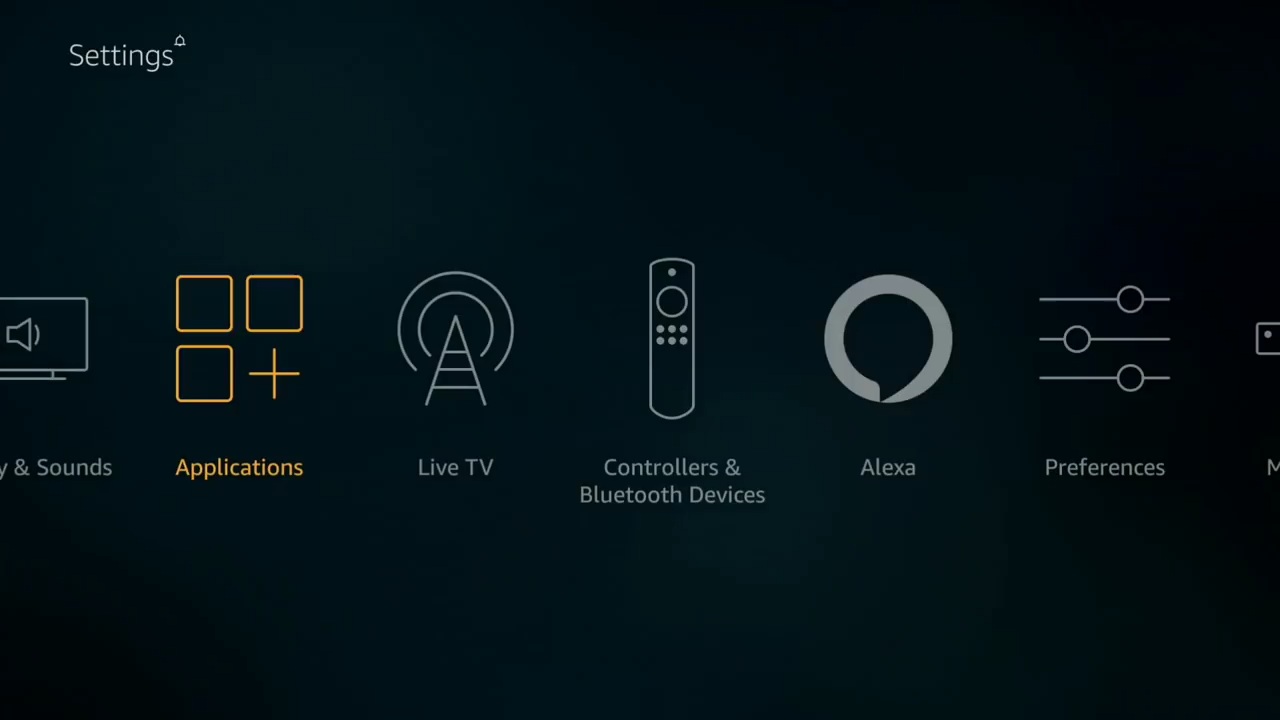 Settings
y & Sounds
Applications
Live TV
Controllers &
Bluetooth Devices
Alexa
Preferences
M